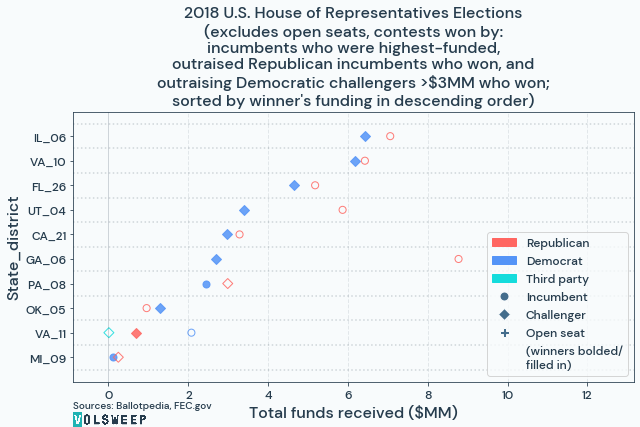 2018 U.S. House of Representatives Elections
(excludes open seats, contests won by:
incumbents who were highest-funded,
outraised Republican incumbents who won, and
outraising Democratic challengers >$3MM who won;
sorted by winner's funding in descending order)
State_district
IL_06
VA_10
FL_26
UT_04
CA_21
GA_06
PA_08
OK_05
VA_11
MI_09
Republican
Democrat
Third party
Incumbent
Challenger
Open seat
(winners bolded/
filled in)
0 2 4 6 8 10 12
Total funds received ($MM)
Sources: Ballotpedia, FEC.gov
VOLSWEEP